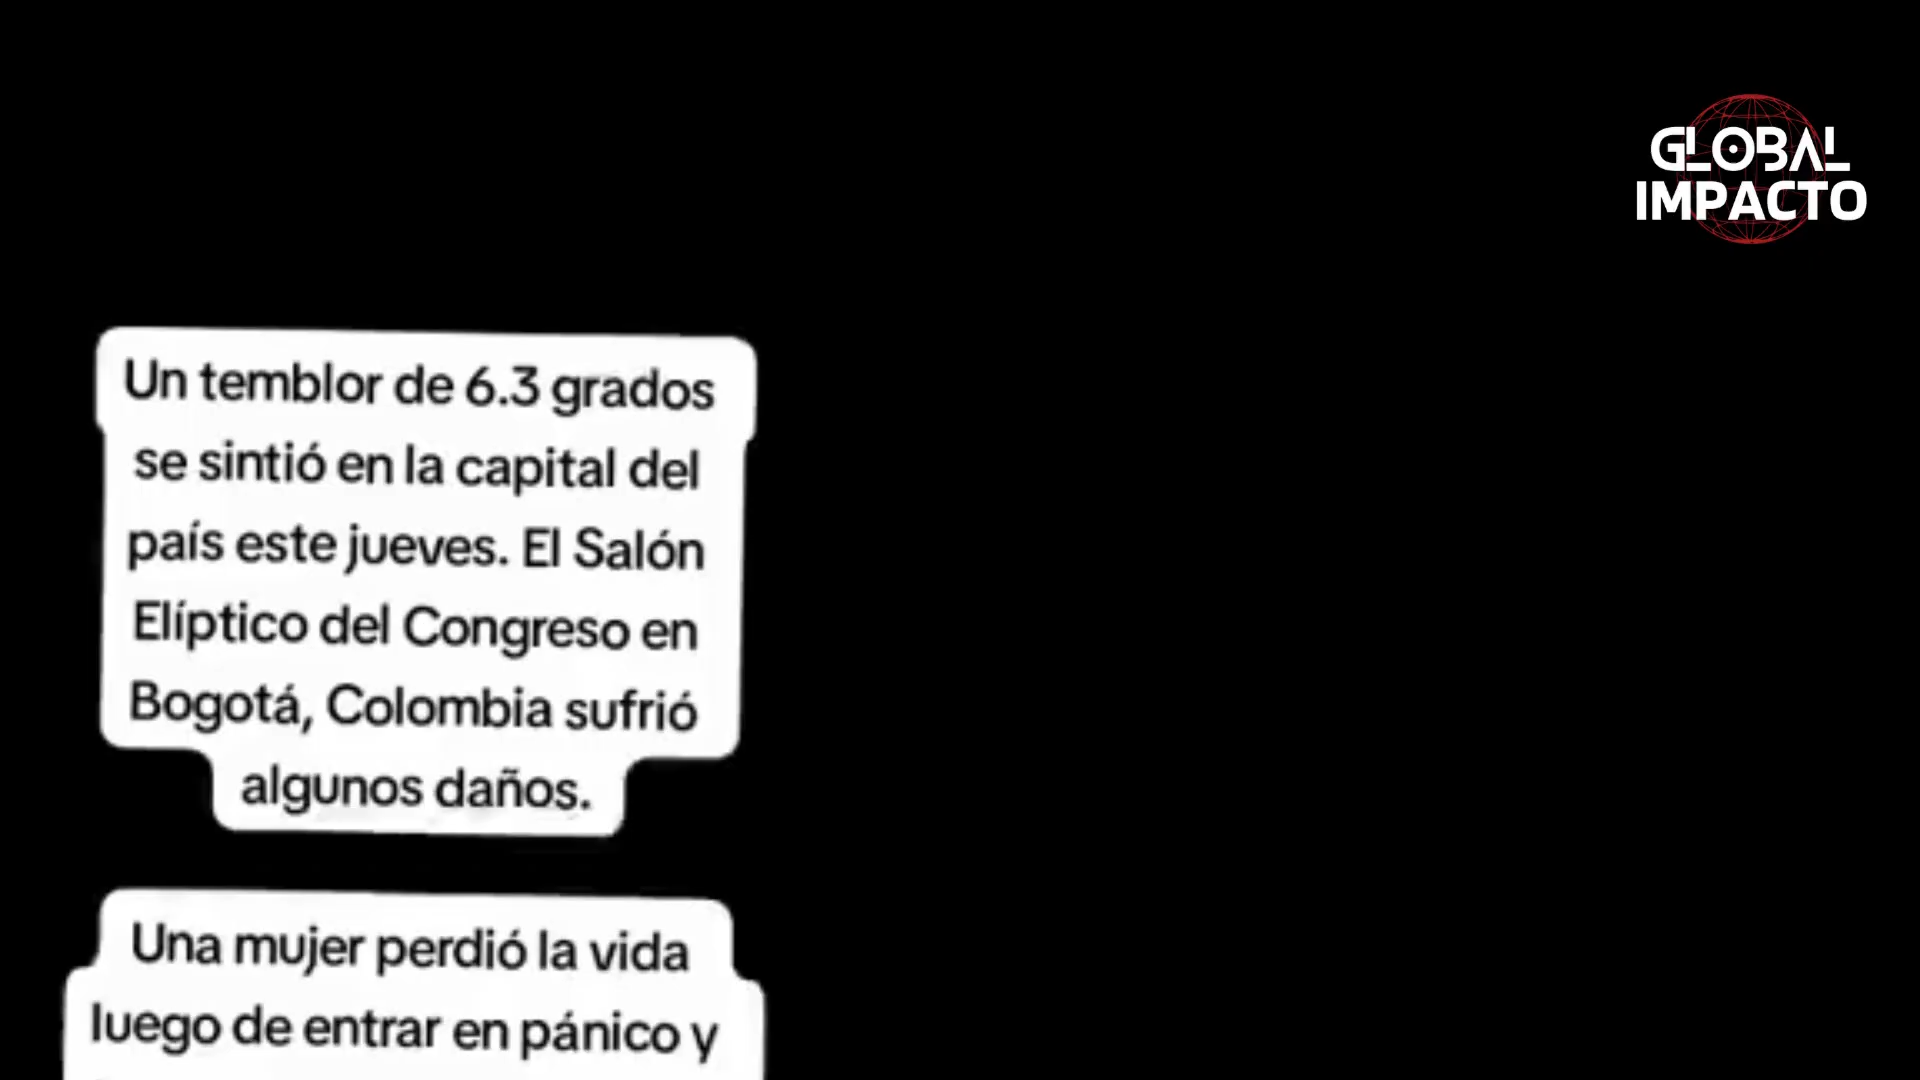 GLOBAL
IMPACTO
Un temblor de 6.3 grados
se sintió en la capital del
país este jueves. El Salón
Elíptico del Congreso en
Bogotá, Colombia sufrió
algunos daños.
Una mujer perdió la vida
luego de entrar en pánico y